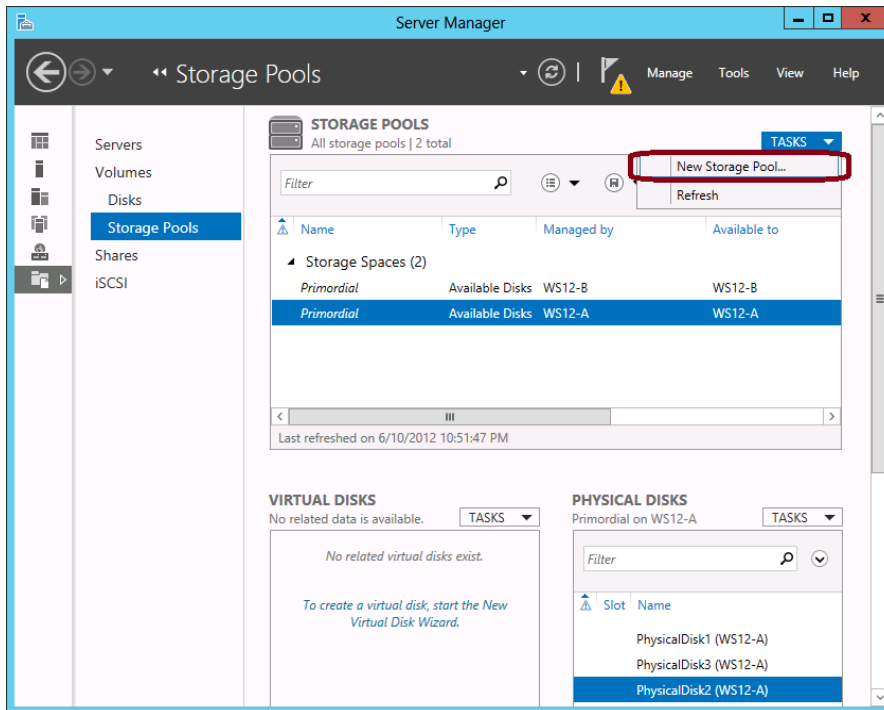 Server Manager
Storage Pools
Manage Tools View Help
Servers
Volumes
Disks
Storage Pools
Shares
iSCSI
STORAGE POOLS
All storage pools | 2 total
TASKS
New Storage Pool...
Refresh
Filter
Name Type Managed by Available to
Storage Spaces (2)
Primordial Available Disks WS12-B WS12-B
Primordial Available Disks WS12-A WS12-A
Last refreshed on 6/10/2012 10:51:47 PM
VIRTUAL DISKS
No related data is available.
TASKS
No related virtual disks exist.
To create a virtual disk, start the New
Virtual Disk Wizard.
PHYSICAL DISKS
Primordial on WS12-A
TASKS
Filter
Slot Name
PhysicalDisk1 (WS12-A)
PhysicalDisk3 (WS12-A)
PhysicalDisk2 (WS12-A)